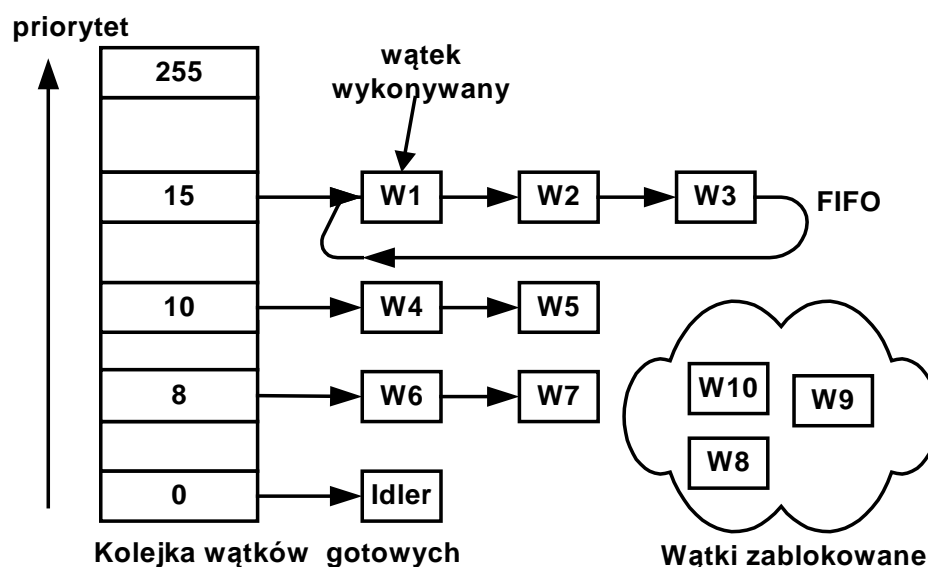 priorytet
255
wątek
wykonywany
15
W1
W2
W3
FIFO
10
W4
W5
8
W6
W7
W10
W9
W8
0
Idler
Kolejka wątków gotowych
Wątki zablokowane